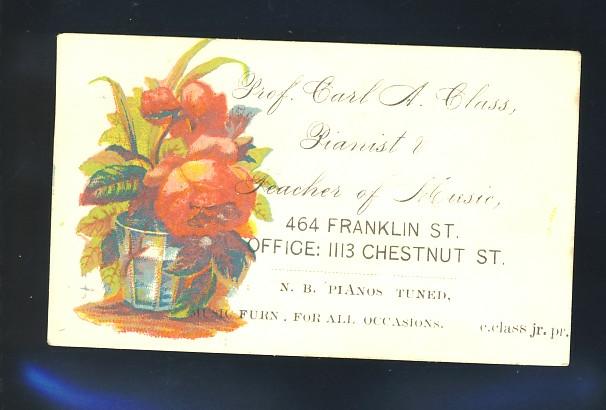 Prof. Carl A. Class,
Pianist &
Teacher of Music,
464 FRANKLIN ST.
OFFICE: 1113 CHESTNUT ST.
N. B. PIANOS TUNED,
MUSIC FURN. FOR ALL OCCASIONS.
c.class jr. pr.